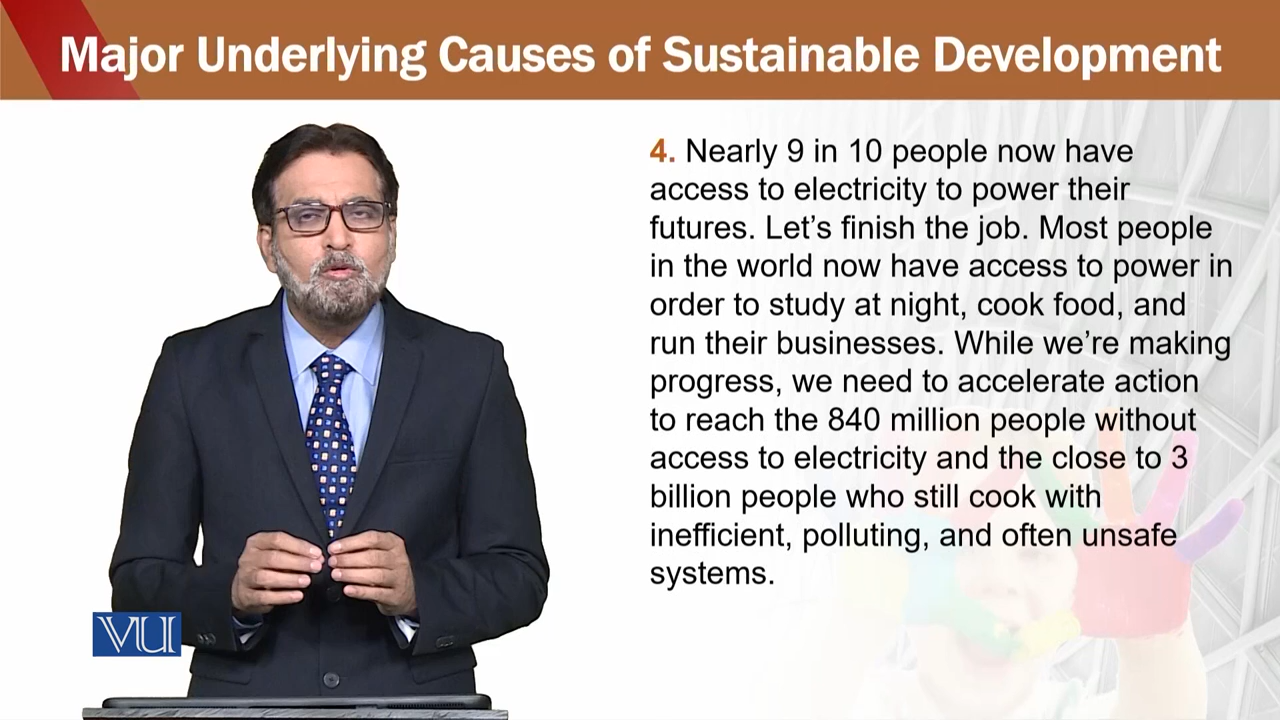 Major Underlying Causes of Sustainable Development
4. Nearly 9 in 10 people now have
access to electricity to power their
futures. Let’s finish the job. Most people
in the world now have access to power in
order to study at night, cook food, and
run their businesses. While we’re making
progress, we need to accelerate action
to reach the 840 million people without
access to electricity and the close to 3
billion people who still cook with
inefficient, polluting, and often unsafe
systems.
VU